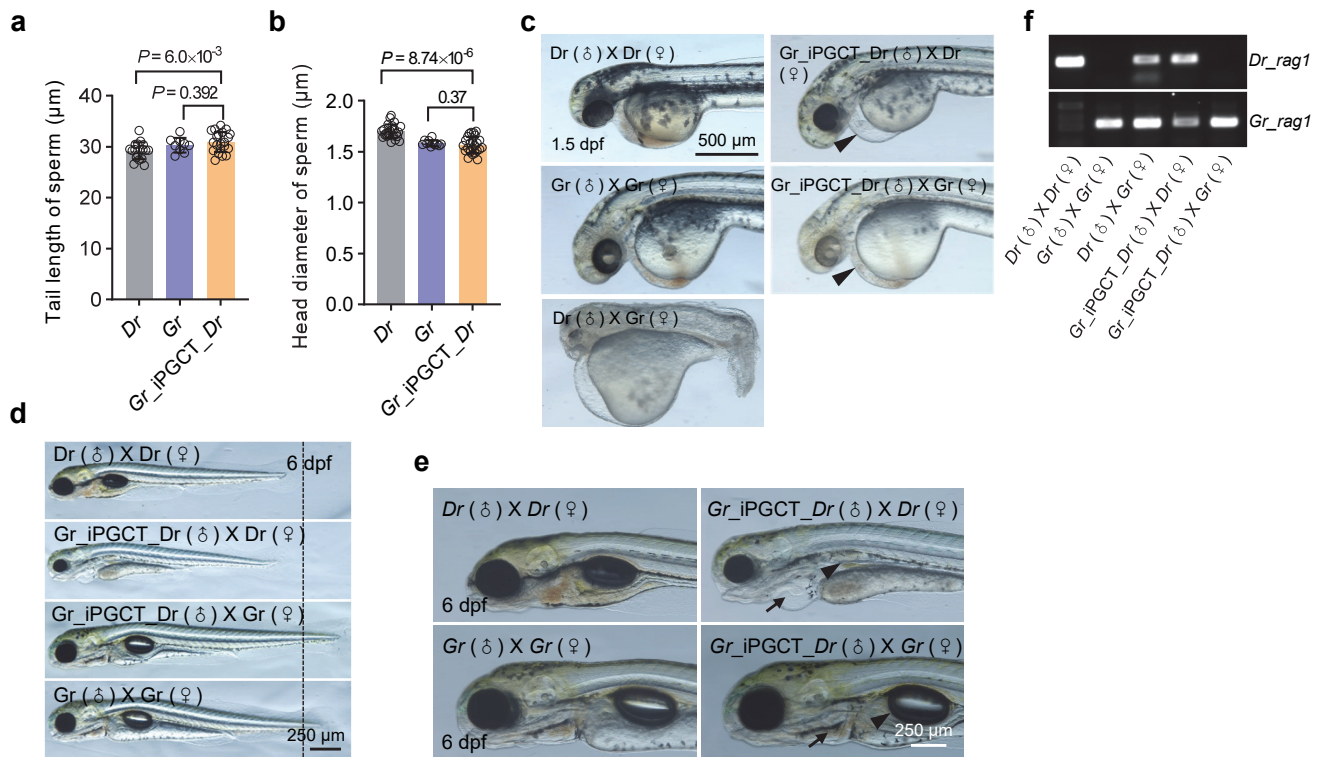 a
P = 6.0×10⁻³
P = 0.392
Tail length of sperm (µm)
40
30
20
10
0
Dr
Gr
Gr_iPGCT_Dr
b
P = 8.74×10⁻⁶
0.37
Head diameter of sperm (µm)
2.0
1.5
1.0
0.5
0.0
Dr
Gr
Gr_iPGCT_Dr
c
Dr (♂) X Dr (♀)
1.5 dpf
500 µm
Gr_iPGCT_Dr (♂) X Dr
(♀)
Gr (♂) X Gr (♀)
Gr_iPGCT_Dr (♂) X Gr (♀)
Dr (♂) X Gr (♀)
f
Dr_rag1
Gr_rag1
Dr (♂) X Dr (♀)
Gr (♂) X Gr (♀)
Dr (♂) X Gr (♀)
Gr_iPGCT_Dr (♂) X Dr (♀)
Gr_iPGCT_Dr (♂) X Gr (♀)
d
Dr (♂) X Dr (♀)
6 dpf
Gr_iPGCT_Dr (♂) X Dr (♀)
Gr_iPGCT_Dr (♂) X Gr (♀)
Gr (♂) X Gr (♀)
250 µm
e
Dr (♂) X Dr (♀)
6 dpf
Gr_iPGCT_Dr (♂) X Dr (♀)
Gr (♂) X Gr (♀)
6 dpf
Gr_iPGCT_Dr (♂) X Gr (♀)
250 µm